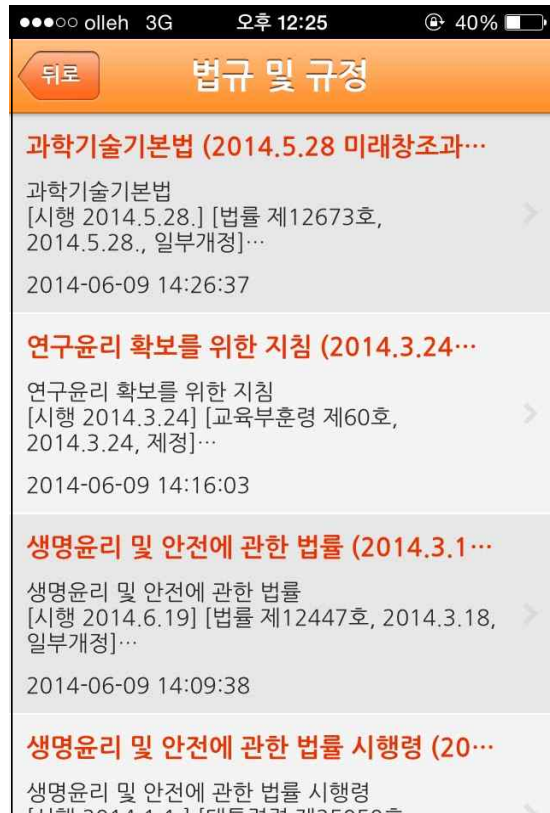 olleh 3G 오후 12:25 40%
뒤로
법규 및 규정
과학기술기본법 (2014.5.28 미래창조과…
과학기술기본법
[시행 2014.5.28.] [법률 제12673호,
2014.5.28., 일부개정]…
2014-06-09 14:26:37
연구윤리 확보를 위한 지침 (2014.3.24…
연구윤리 확보를 위한 지침
[시행 2014.3.24] [교육부훈령 제60호,
2014.3.24, 제정]…
2014-06-09 14:16:03
생명윤리 및 안전에 관한 법률 (2014.3.1…
생명윤리 및 안전에 관한 법률
[시행 2014.6.19] [법률 제12447호, 2014.3.18,
일부개정]…
2014-06-09 14:09:38
생명윤리 및 안전에 관한 법률 시행령 (20…
생명윤리 및 안전에 관한 법률 시행령